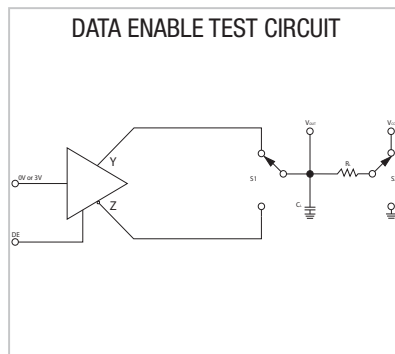 DATA ENABLE TEST CIRCUIT
VOUT
VCC
0V or 3V
Y
RL
S1
S
Z
CL
DE